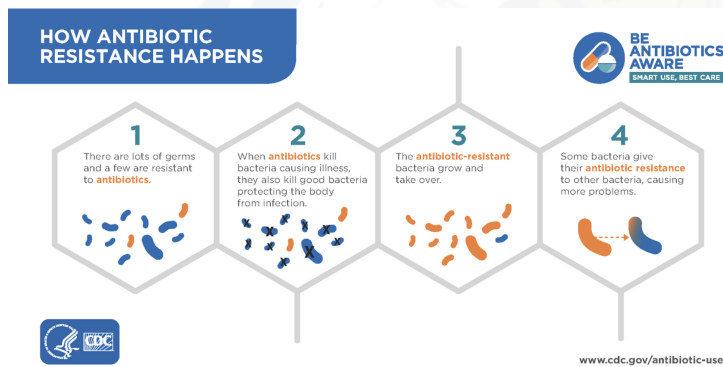 HOW ANTIBIOTIC
RESISTANCE HAPPENS
BE
ANTIBIOTICS
AWARE
SMART USE, BEST CARE
1
There are lots of germs
and a few are resistant
to antibiotics.
2
When antibiotics kill
bacteria causing illness,
they also kill good bacteria
protecting the body
from infection.
3
The antibiotic-resistant
bacteria grow and
take over.
4
Some bacteria give
their antibiotic resistance
to other bacteria, causing
more problems.
CDC
www.cdc.gov/antibiotic-use